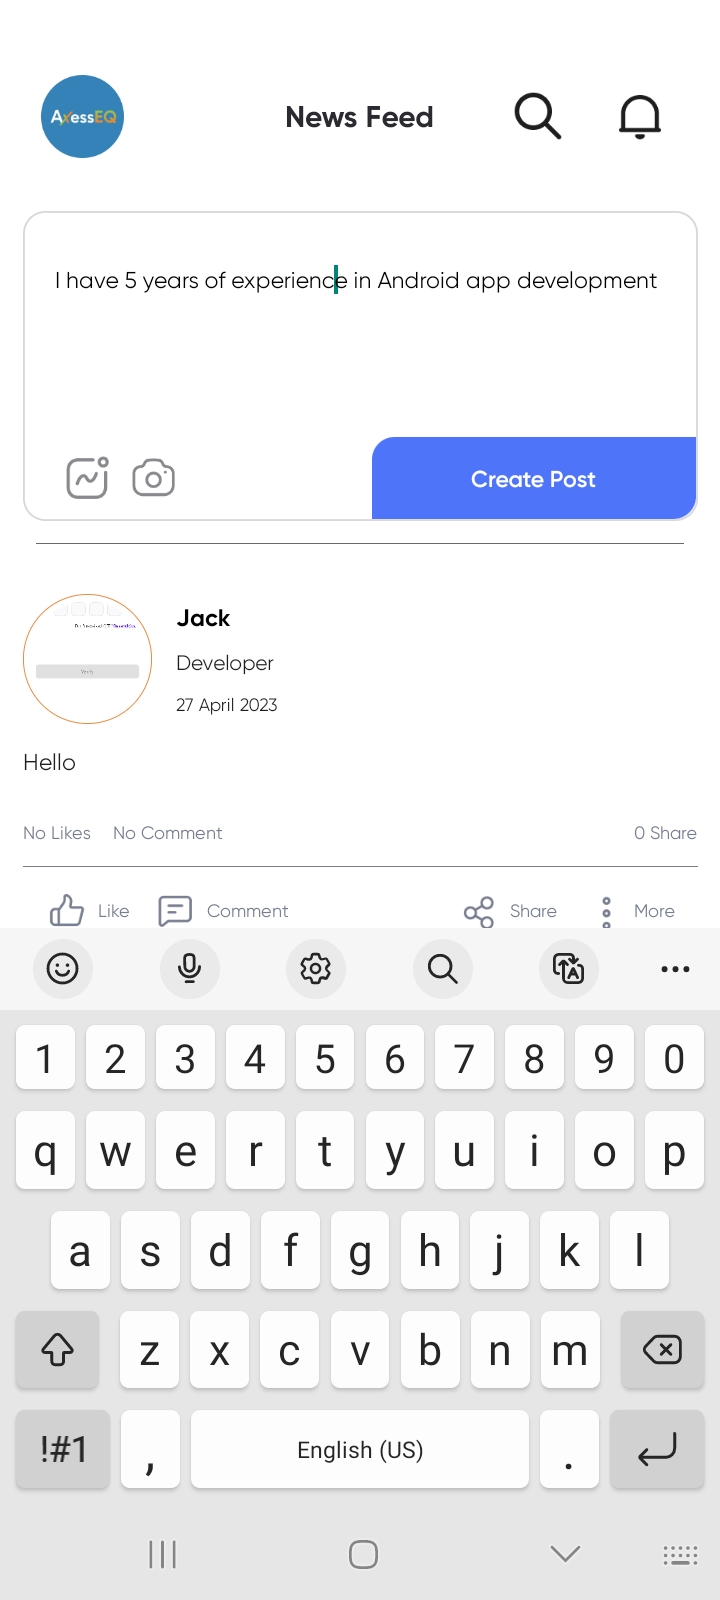 AxessEQ
News Feed
I have 5 years of experience in Android app development
Create Post
Jack
Developer
27 April 2023
Hello
No Likes No Comment 0 Share
Like Comment Share More
1 2 3 4 5 6 7 8 9 0
q w e r t y u i o p
a s d f g h j k l
z x c v b n m
!#1 , English (US) .